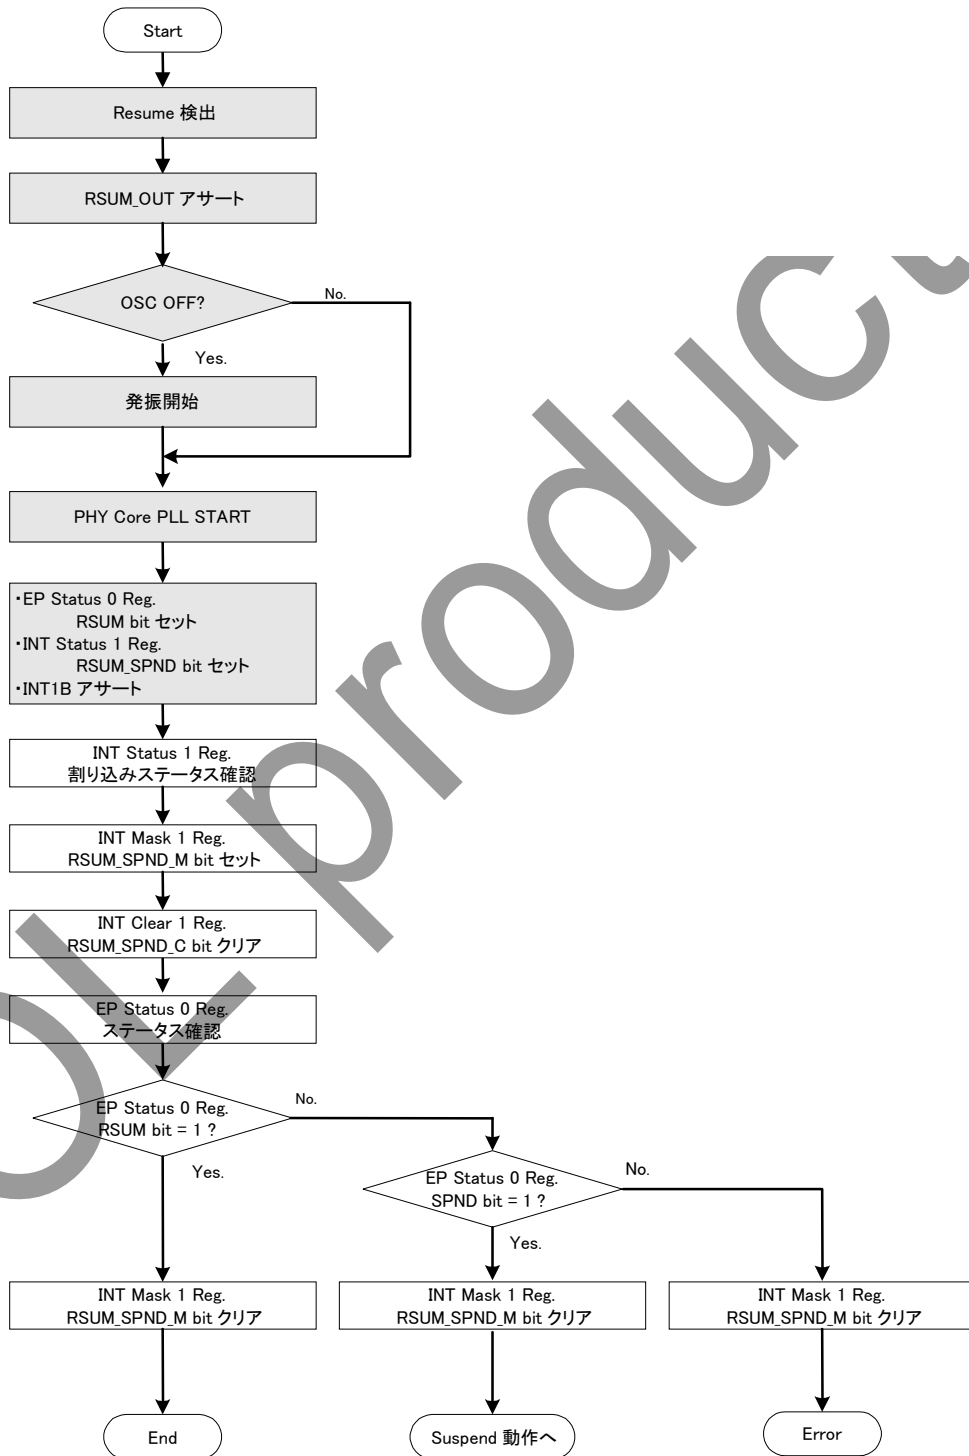 Start
Resume 検出
RSUM_OUT アサート
OSC OFF?
No.
Yes.
発振開始
PHY Core PLL START
・EP Status 0 Reg.
RSUM bit セット
・INT Status 1 Reg.
RSUM_SPND bit セット
・INT1B アサート
INT Status 1 Reg.
割り込みステータス確認
INT Mask 1 Reg.
RSUM_SPND_M bit セット
INT Clear 1 Reg.
RSUM_SPND_C bit クリア
EP Status 0 Reg.
ステータス確認
EP Status 0 Reg.
RSUM bit = 1 ?
No.
Yes.
EP Status 0 Reg.
SPND bit = 1 ?
No.
Yes.
INT Mask 1 Reg.
RSUM_SPND_M bit クリア
INT Mask 1 Reg.
RSUM_SPND_M bit クリア
INT Mask 1 Reg.
RSUM_SPND_M bit クリア
End
Suspend 動作へ
Error
OL product